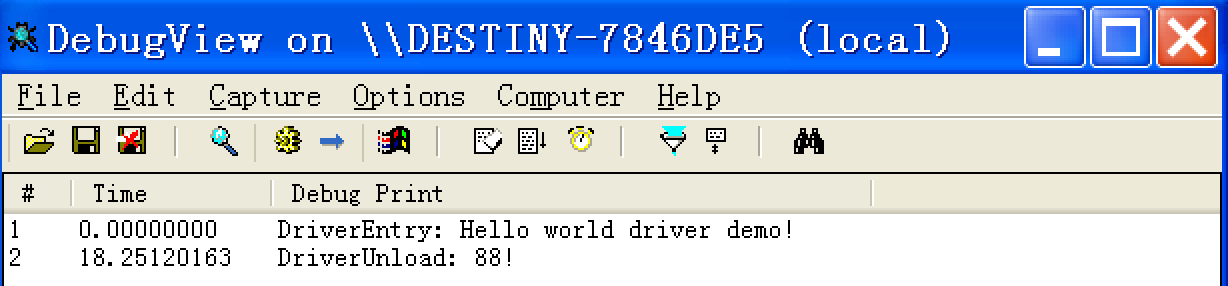 DebugView on \\DESTINY-7846DE5 (local)
File Edit Capture Options Computer Help
# Time Debug Print
1 0.00000000 DriverEntry: Hello world driver demo!
2 18.25120163 DriverUnload: 88!